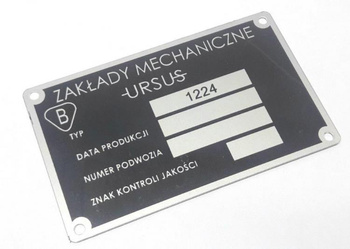 ZAKŁADY MECHANICZNE
URSUS
B
TYP 1224
DATA PRODUKCJI
NUMER PODWOZIA
ZNAK KONTROLI JAKOŚCI